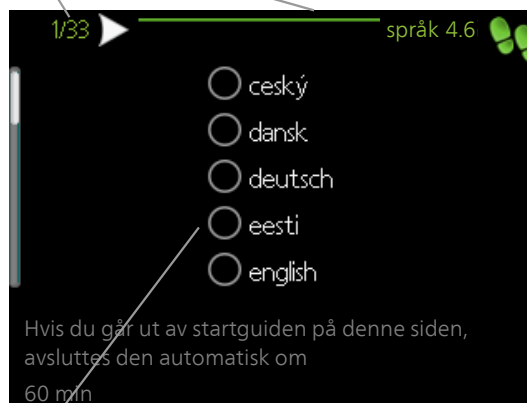 1/33
språk 4.6
ceský
dansk
deutsch
eesti
english
Hvis du går ut av startguiden på denne siden,
avsluttes den automatisk om
60 min